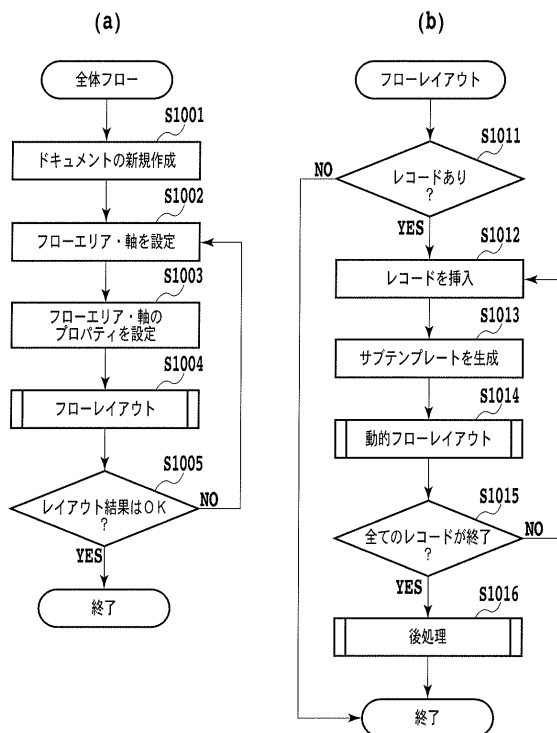 (a)
全体フロー
S1001
ドキュメントの新規作成
S1002
フローエリア・軸を設定
S1003
フローエリア・軸の
プロパティを設定
S1004
フローレイアウト
S1005
レイアウト結果はOK
?
NO
YES
終了
(b)
フローレイアウト
S1011
NO
レコードあり
?
YES
S1012
レコードを挿入
S1013
サブテンプレートを生成
S1014
動的フローレイアウト
S1015
全てのレコードが終了
?
NO
YES
S1016
後処理
終了